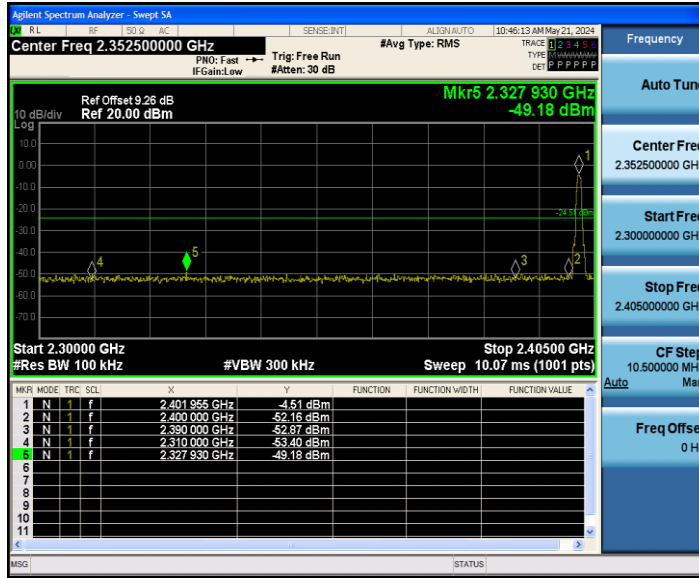 Agilent Spectrum Analyzer - Swept SA
RL RF 50 Ω AC SENSE:INT ALIGNAUTO 10:46:13 AM May 21, 2024
Center Freq 2.352500000 GHz
#Avg Type: RMS
TRACE 1 2 3 4 5 6
TYPE M
DET P P P P P P
PNO: Fast
IFGain:Low
Trig: Free Run
#Atten: 30 dB
Mkr5 2.327 930 GHz
-49.18 dBm
Ref Offset 9.26 dB
Ref 20.00 dBm
10 dB/div
Log
10.0
0.00
-10.0
-20.0
-30.0
-40.0
-50.0
-60.0
-70.0
-24.51 dBm
1
2
3
4
5
Start 2.30000 GHz
Stop 2.40500 GHz
#Res BW 100 kHz
#VBW 300 kHz
Sweep 10.07 ms (1001 pts)
MKR MODE TRC SCL X Y FUNCTION FUNCTION WIDTH FUNCTION VALUE
1 N 1 f 2.401 955 GHz -4.51 dBm
2 N 1 f 2.400 000 GHz -52.16 dBm
3 N 1 f 2.390 000 GHz -52.87 dBm
4 N 1 f 2.310 000 GHz -53.40 dBm
5 N 1 f 2.327 930 GHz -49.18 dBm
6
7
8
9
10
11
MSG STATUS
Frequency
Auto Tun
Center Fre
2.352500000 GH
Start Fre
2.300000000 GH
Stop Fre
2.405000000 GH
CF Step
10.500000 MH
Auto Ma
Freq Offse
0 H